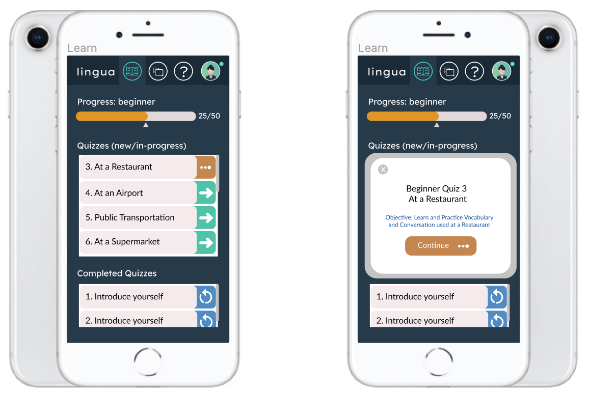 Learn
lingua ?
Progress: beginner
25/50
Quizzes (new/in-progress)
3. At a Restaurant
4. At an Airport
5. Public Transportation
6. At a Supermarket
Completed Quizzes
1. Introduce yourself
2. Introduce yourself
Learn
lingua ?
Progress: beginner
25/50
Quizzes (new/in-progress)
X
Beginner Quiz 3
At a Restaurant
Objective: Learn and Practice Vocabulary
and Conversation used at a Restaurant
Continue
1. Introduce yourself
2. Introduce yourself